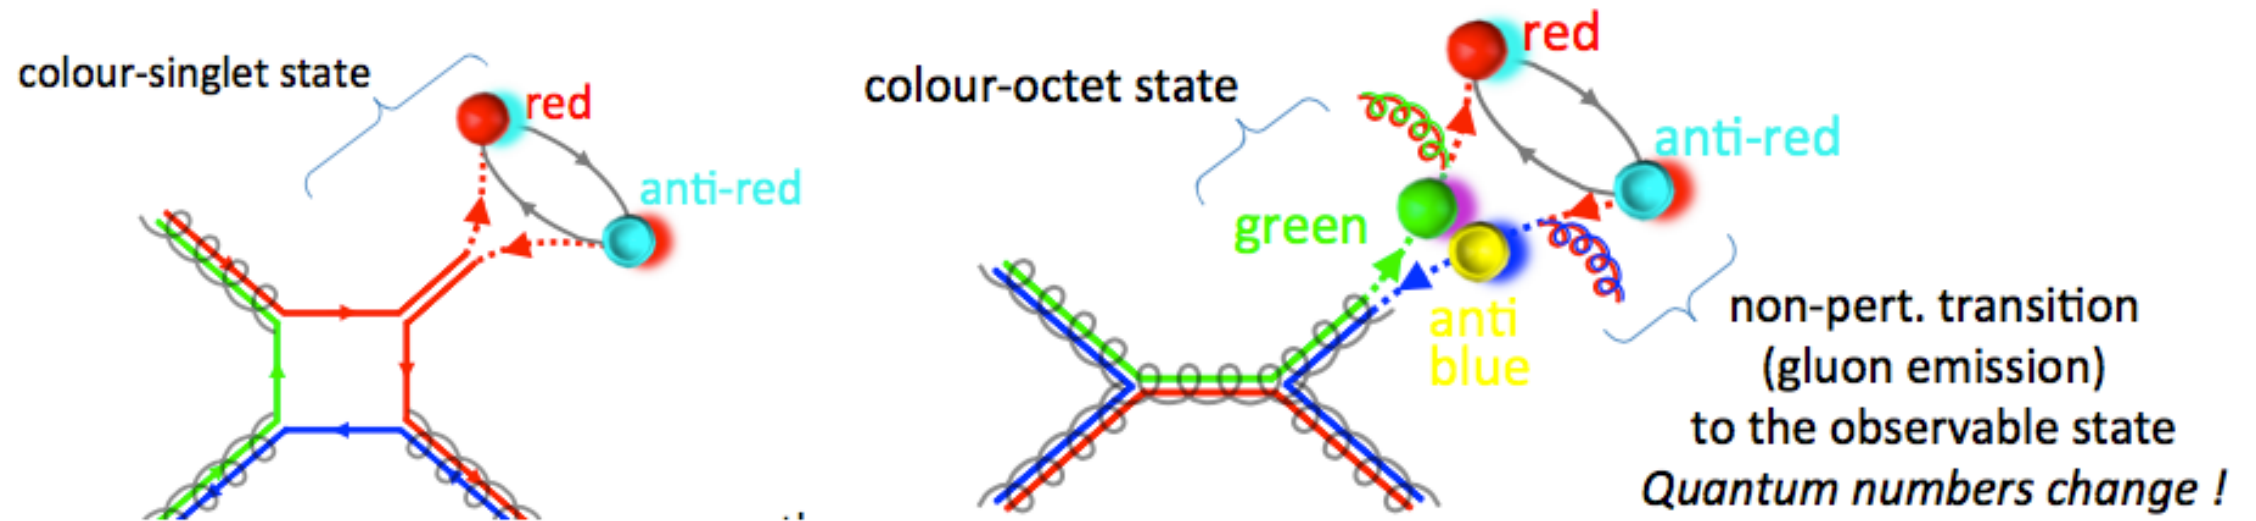 colour-singlet state
red
anti-red
colour-octet state
red
anti-red
green
anti
blue
non-pert. transition
(gluon emission)
to the observable state
Quantum numbers change !